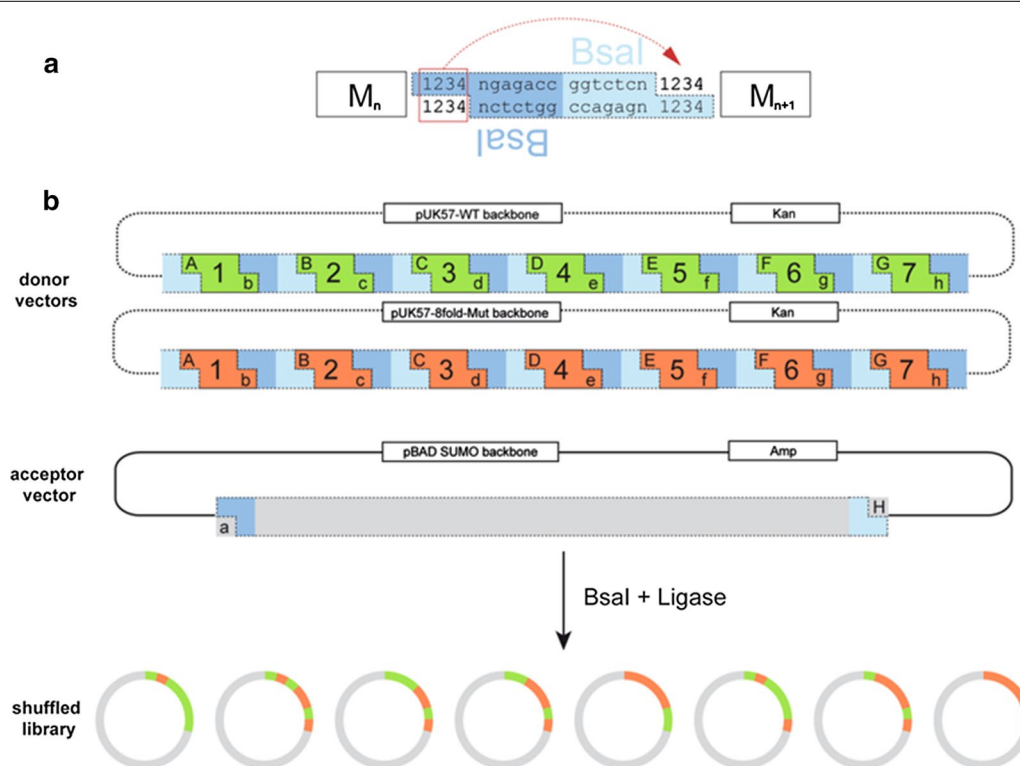 a
BsaI
Mn 1234 ngagacc ggtctcn 1234 Mn+1
1234 nctctgg ccagagn 1234
BsaI
b
pUK57-WT backbone Kan
donor
vectors
A 1 b B 2 c C 3 d D 4 e E 5 f F 6 g G 7 h
pUK57-8fold-Mut backbone Kan
A 1 b B 2 c C 3 d D 4 e E 5 f F 6 g G 7 h
pBAD SUMO backbone Amp
acceptor
vector
a H
BsaI + Ligase
shuffled
library